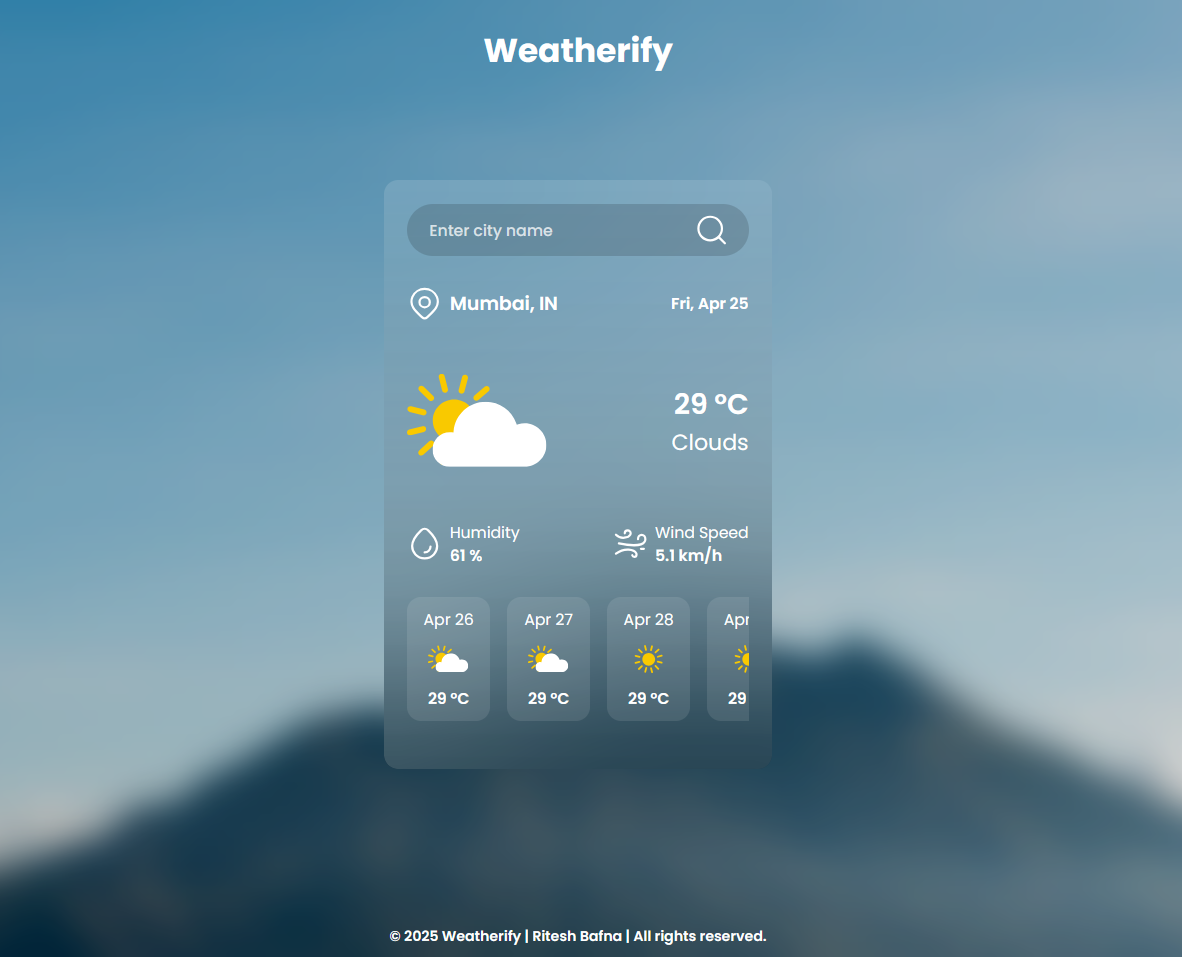 Weatherify
Enter city name
Mumbai, IN
Fri, Apr 25
29 °C
Clouds
Humidity
61 %
Wind Speed
5.1 km/h
Apr 26
Apr 27
Apr 28
Apr
29 °C
29 °C
29 °C
29
© 2025 Weatherify | Ritesh Bafna | All rights reserved.